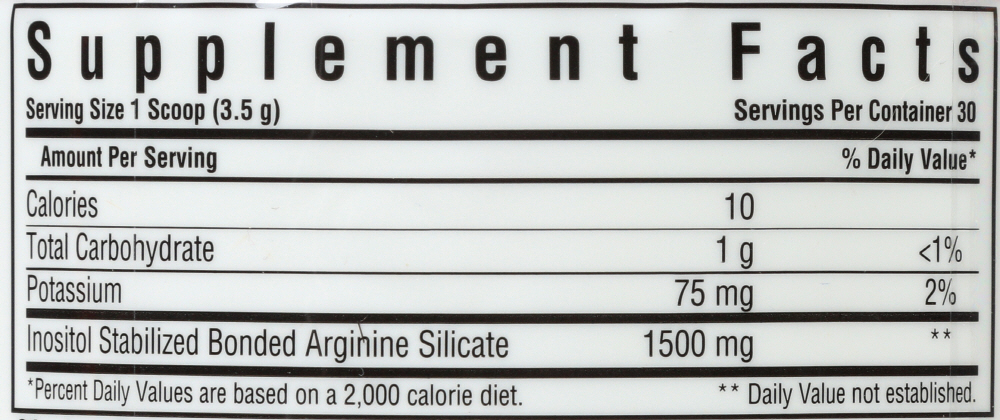 Supplement Facts
Serving Size 1 Scoop (3.5 g) Servings Per Container 30
Amount Per Serving % Daily Value*
Calories 10
Total Carbohydrate 1 g <1%
Potassium 75 mg 2%
Inositol Stabilized Bonded Arginine Silicate 1500 mg **
*Percent Daily Values are based on a 2,000 calorie diet. ** Daily Value not established.